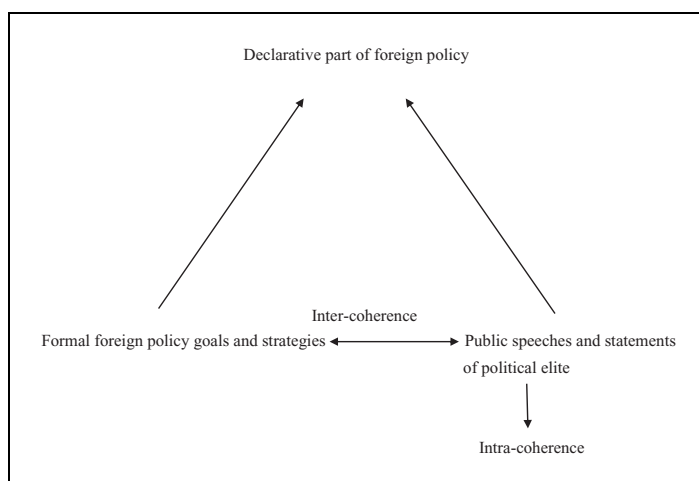 Declarative part of foreign policy
Inter-coherence
Formal foreign policy goals and strategies
Public speeches and statements
of political elite
Intra-coherence